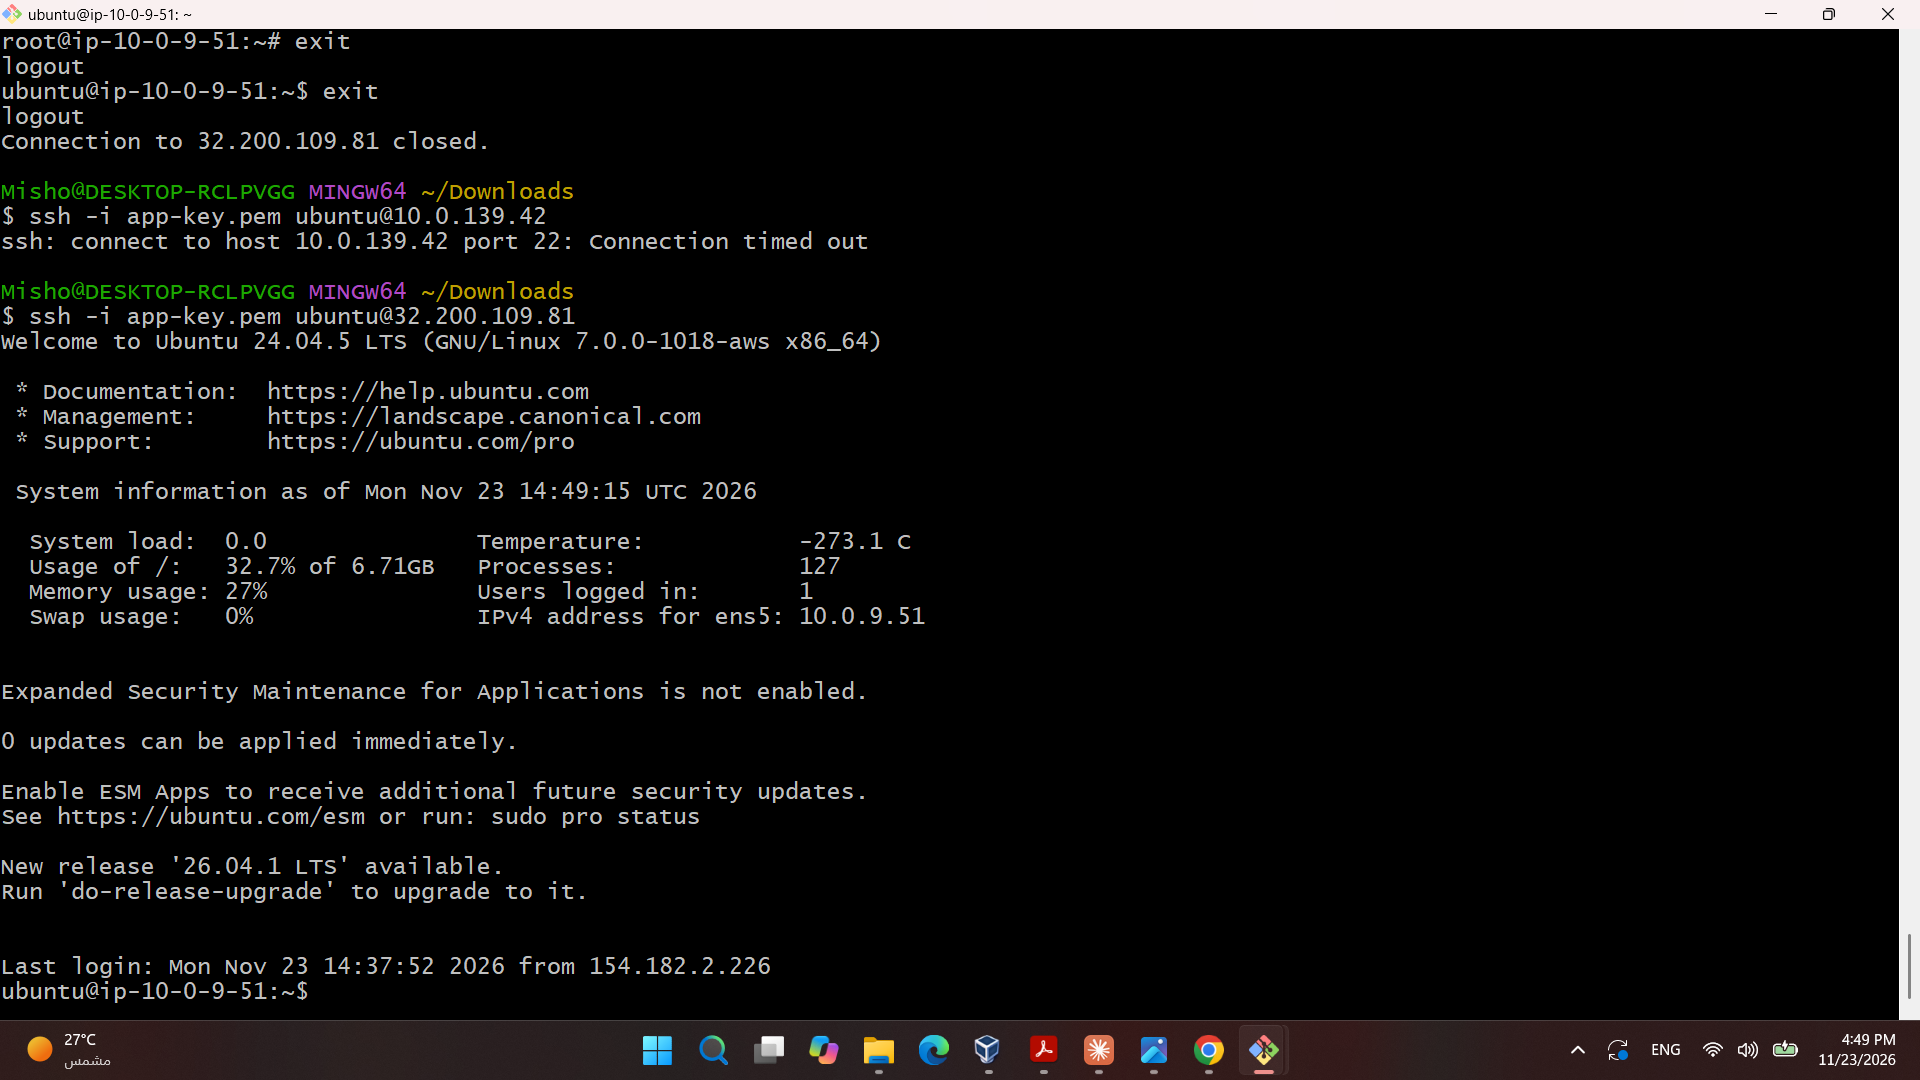 ubuntu@ip-10-0-9-51: ~
root@ip-10-0-9-51:~# exit
logout
ubuntu@ip-10-0-9-51:~$ exit
logout
Connection to 32.200.109.81 closed.
Misho@DESKTOP-RCLPVGG MINGW64 ~/Downloads
$ ssh -i app-key.pem ubuntu@10.0.139.42
ssh: connect to host 10.0.139.42 port 22: Connection timed out
Misho@DESKTOP-RCLPVGG MINGW64 ~/Downloads
$ ssh -i app-key.pem ubuntu@32.200.109.81
Welcome to Ubuntu 24.04.5 LTS (GNU/Linux 7.0.0-1018-aws x86_64)
* Documentation:  https://help.ubuntu.com
* Management:     https://landscape.canonical.com
* Support:        https://ubuntu.com/pro
System information as of Mon Nov 23 14:49:15 UTC 2026
System load:  0.0               Temperature:           -273.1 C
Usage of /:   32.7% of 6.71GB   Processes:             127
Memory usage: 27%               Users logged in:       1
Swap usage:   0%                IPv4 address for ens5: 10.0.9.51
Expanded Security Maintenance for Applications is not enabled.
0 updates can be applied immediately.
Enable ESM Apps to receive additional future security updates.
See https://ubuntu.com/esm or run: sudo pro status
New release '26.04.1 LTS' available.
Run 'do-release-upgrade' to upgrade to it.
Last login: Mon Nov 23 14:37:52 2026 from 154.182.2.226
ubuntu@ip-10-0-9-51:~$
27°C
مشمس
ENG
4:49 PM
11/23/2026